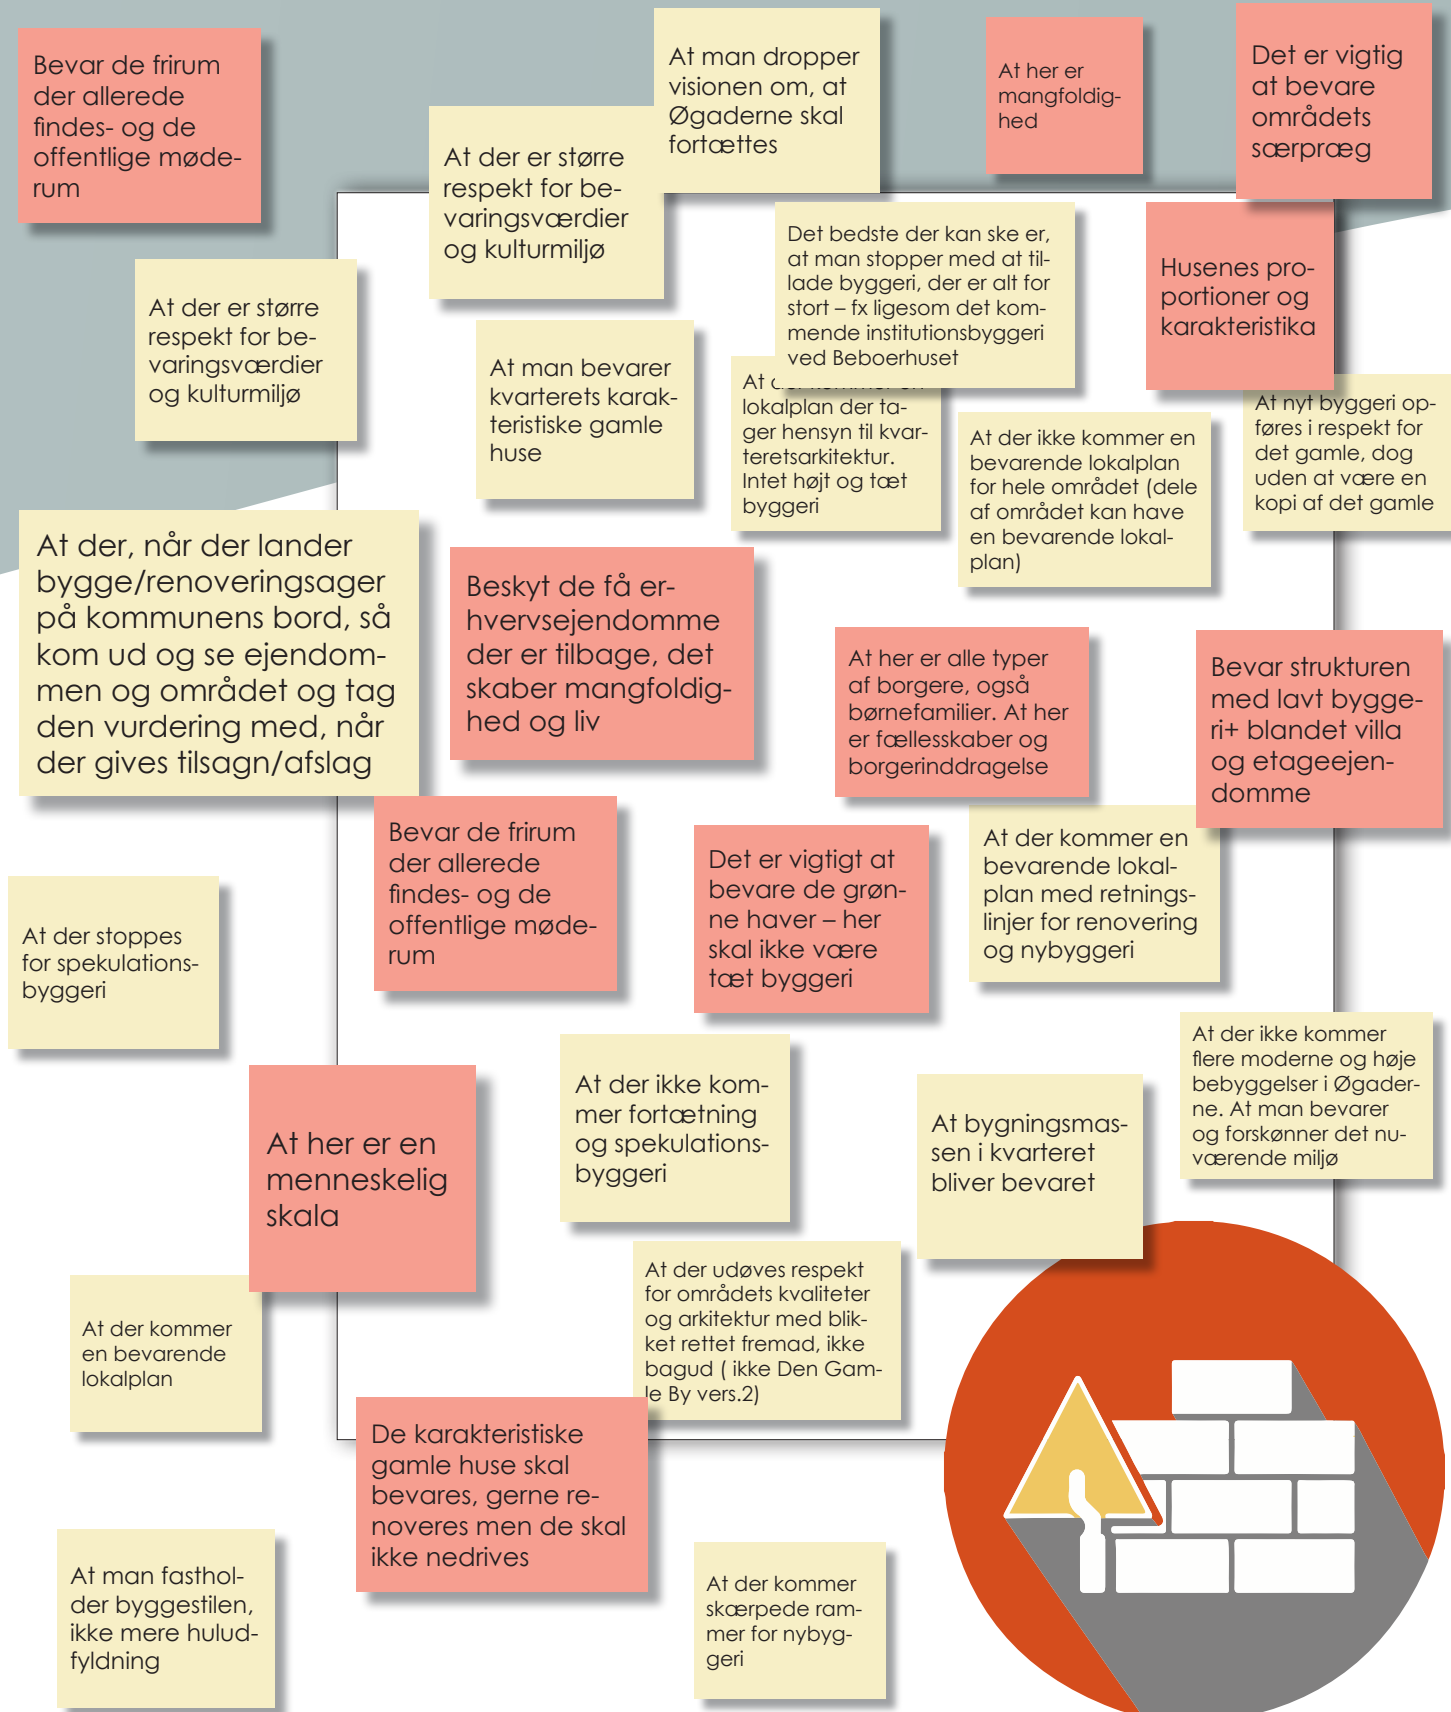 Bevar de frirum
der allerede
findes- og de
offentlige møde-
rum
At man dropper
visionen om, at
Øgaderne skal
fortættes
At her er
mangfoldig-
hed
Det er vigtig
at bevare
områdets
særpræg
At der er større
respekt for be-
varingsværdier
og kulturmiljø
Det bedste der kan ske er,
at man stopper med at til-
lade byggeri, der er alt for
stort – fx ligesom det kom-
mende institutionsbyggeri
ved Beboerhuset
Husenes pro-
portioner og
karakteristika
At der er større
respekt for be-
varingsværdier
og kulturmiljø
At man bevarer
kvarterets karak-
teristiske gamle
huse
At der kommer en
lokalplan der ta-
ger hensyn til kvar-
teretsarkitektur.
Intet højt og tæt
byggeri
At der ikke kommer en
bevarende lokalplan
for hele området (dele
af området kan have
en bevarende lokal-
plan)
At nyt byggeri op-
føres i respekt for
det gamle, dog
uden at være en
kopi af det gamle
At der, når der lander
bygge/renoveringsager
på kommunens bord, så
kom ud og se ejendom-
men og området og tag
den vurdering med, når
der gives tilsagn/afslag
Beskyt de få er-
hvervsejendomme
der er tilbage, det
skaber mangfoldig-
hed og liv
At her er alle typer
af borgere, også
børnefamilier. At her
er fællesskaber og
borgerinddragelse
Bevar strukturen
med lavt bygge-
ri+ blandet villa
og etageejen-
domme
Bevar de frirum
der allerede
findes- og de
offentlige møde-
rum
Det er vigtigt at
bevare de grøn-
ne haver – her
skal ikke være
tæt byggeri
At der kommer en
bevarende lokal-
plan med retnings-
linjer for renovering
og nybyggeri
At der stoppes
for spekulations-
byggeri
At der ikke kommer
flere moderne og høje
bebyggelser i Øgader-
ne. At man bevarer
og forskønner det nu-
værende miljø
At her er en
menneskelig
skala
At der ikke kom-
mer fortætning
og spekulations-
byggeri
At bygningsmas-
sen i kvarteret
bliver bevaret
At der kommer
en bevarende
lokalplan
At der udøves respekt
for områdets kvaliteter
og arkitektur med blik-
ket rettet fremad, ikke
bagud ( ikke Den Gam-
le By vers.2)
De karakteristiske
gamle huse skal
bevares, gerne re-
noveres men de skal
ikke nedrives
At man fasthol-
der byggestilen,
ikke mere hulud-
fyldning
At der kommer
skærpede ram-
mer for nybyg-
geri